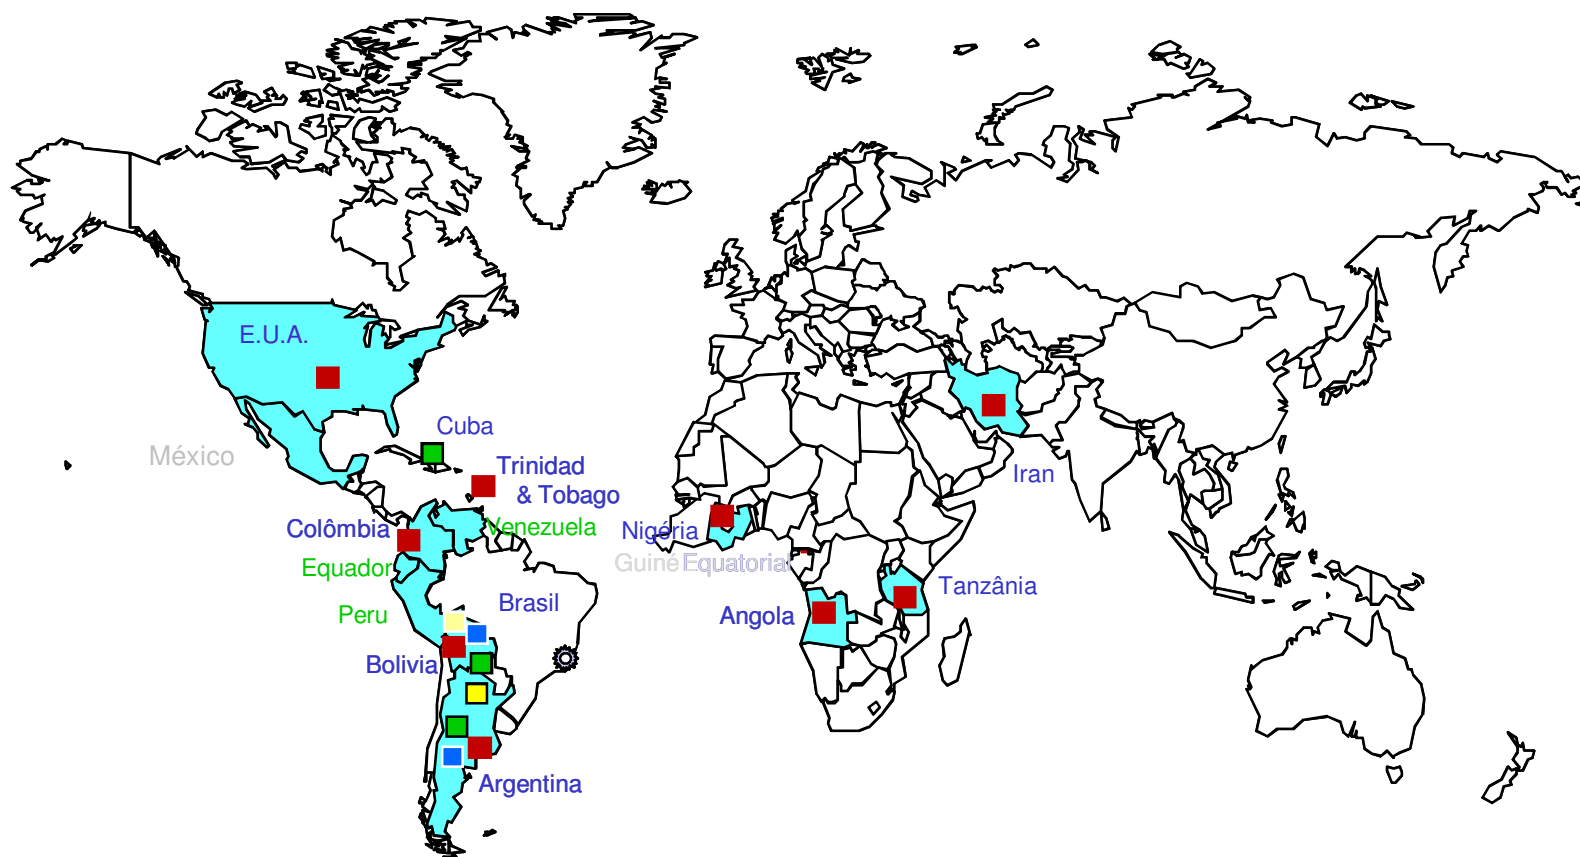 E.U.A.
Cuba
México
Trinidad
& Tobago
Iran
Colômbia
Venezuela
Nigéria
Equador
Guiné Equatorial
Brasil
Tanzânia
Peru
Angola
Bolivia
Argentina